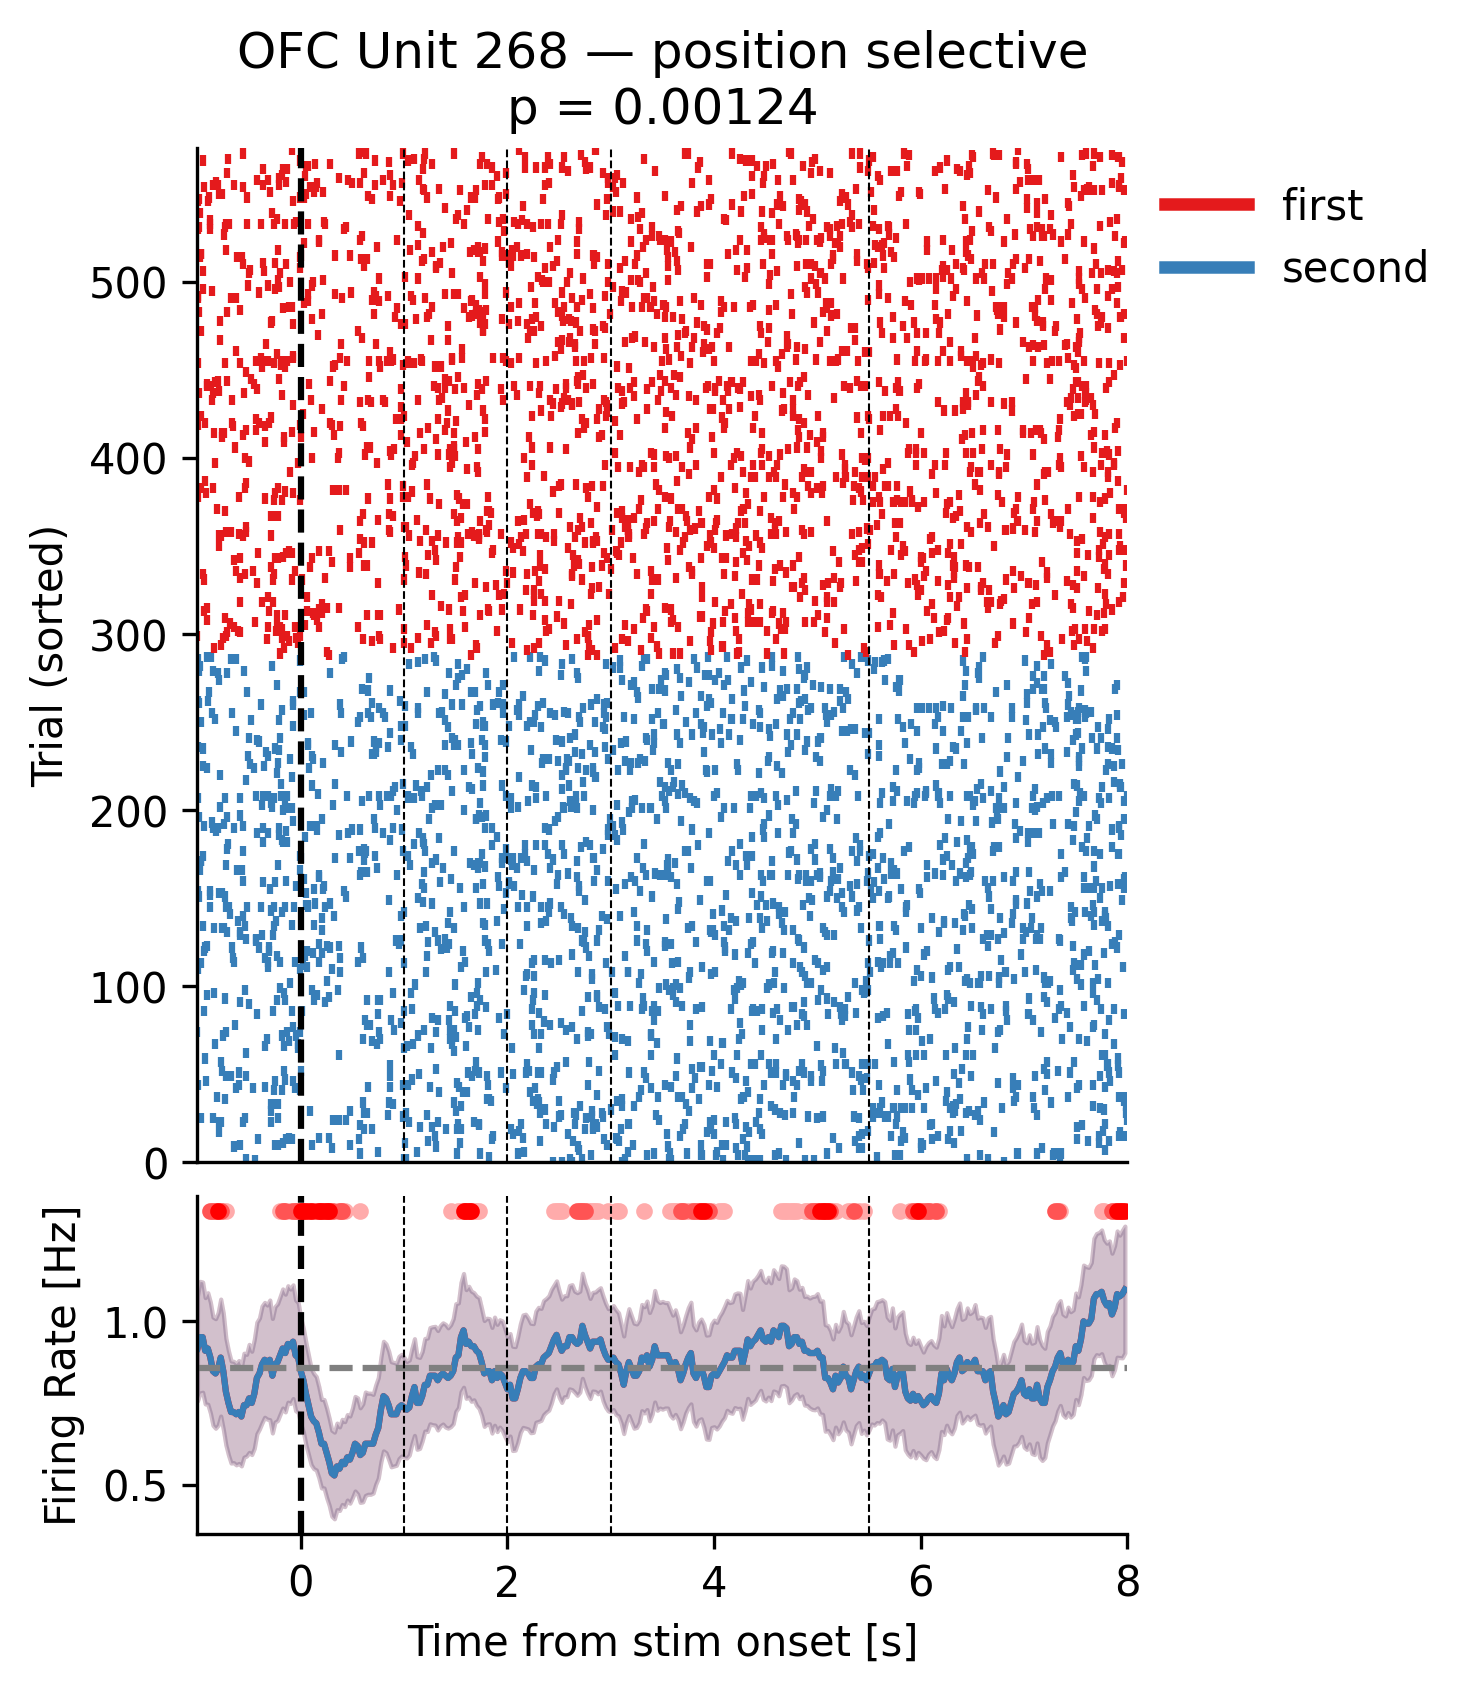 OFC Unit 268 — position selective
p = 0.00124
first
second
Trial (sorted)
500
400
300
200
100
0
Firing Rate [Hz]
1.0
0.5
0
2
4
6
8
Time from stim onset [s]